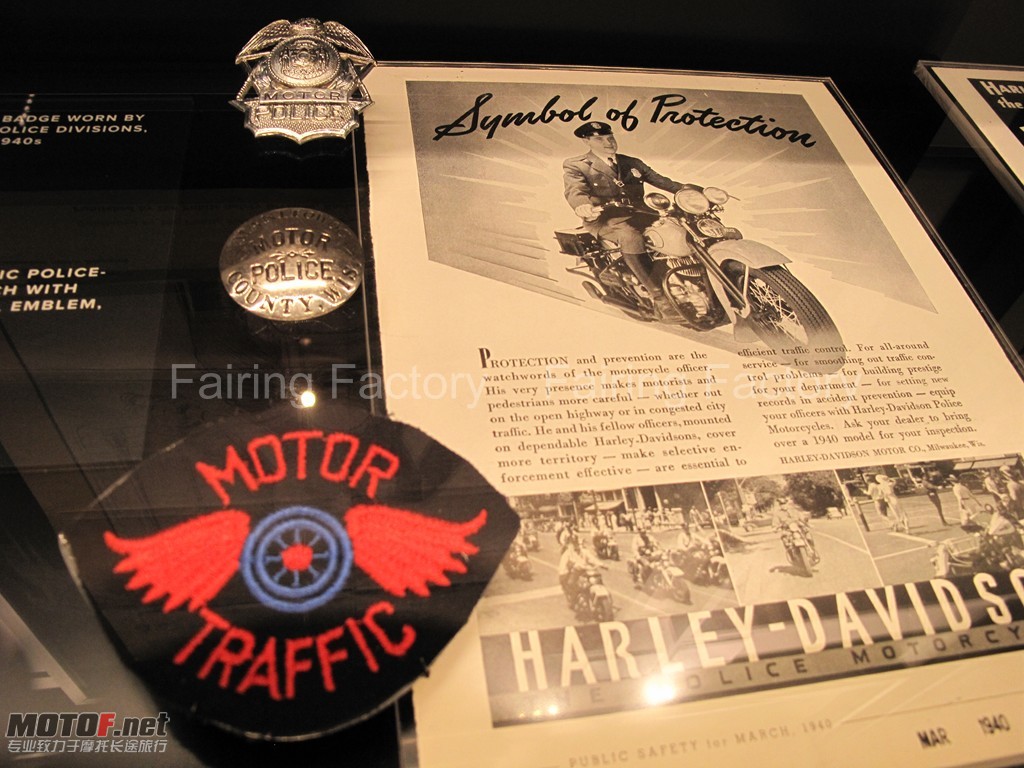 BADGE WORN BY
OLICE DIVISIONS,
940s
MOTOR
POLICE
MOTOR
POLICE
COUNTY-WIS.
IC POLICE-
CH WITH
EMBLEM,
MOTOR
TRAFFIC
Symbol of Protection
PROTECTION and prevention are the
watchwords of the motorcycle officer.
His very presence makes motorists and
pedestrians more careful — whether out
on the open highway or in congested city
traffic. He and his fellow officers, mounted
on dependable Harley-Davidsons, cover
more territory — make selective en-
forcement effective — are essential to
efficient traffic control. For all-around
service — for smoothing out traffic con-
trol problems — for building prestige
for your department — for setting new
records in accident prevention — equip
your officers with Harley-Davidson Police
Motorcycles. Ask your dealer to bring
over a 1940 model for your inspection.
HARLEY-DAVIDSON MOTOR CO., Milwaukee, Wis.
HARLEY-DAVIDSO
POLICE MOTORCY
PUBLIC SAFETY for MARCH, 1940
MAR 1940
HARL
the
Fairing Factory - Fairing Factory
MOTOF.net
专业致力于摩托长途旅行